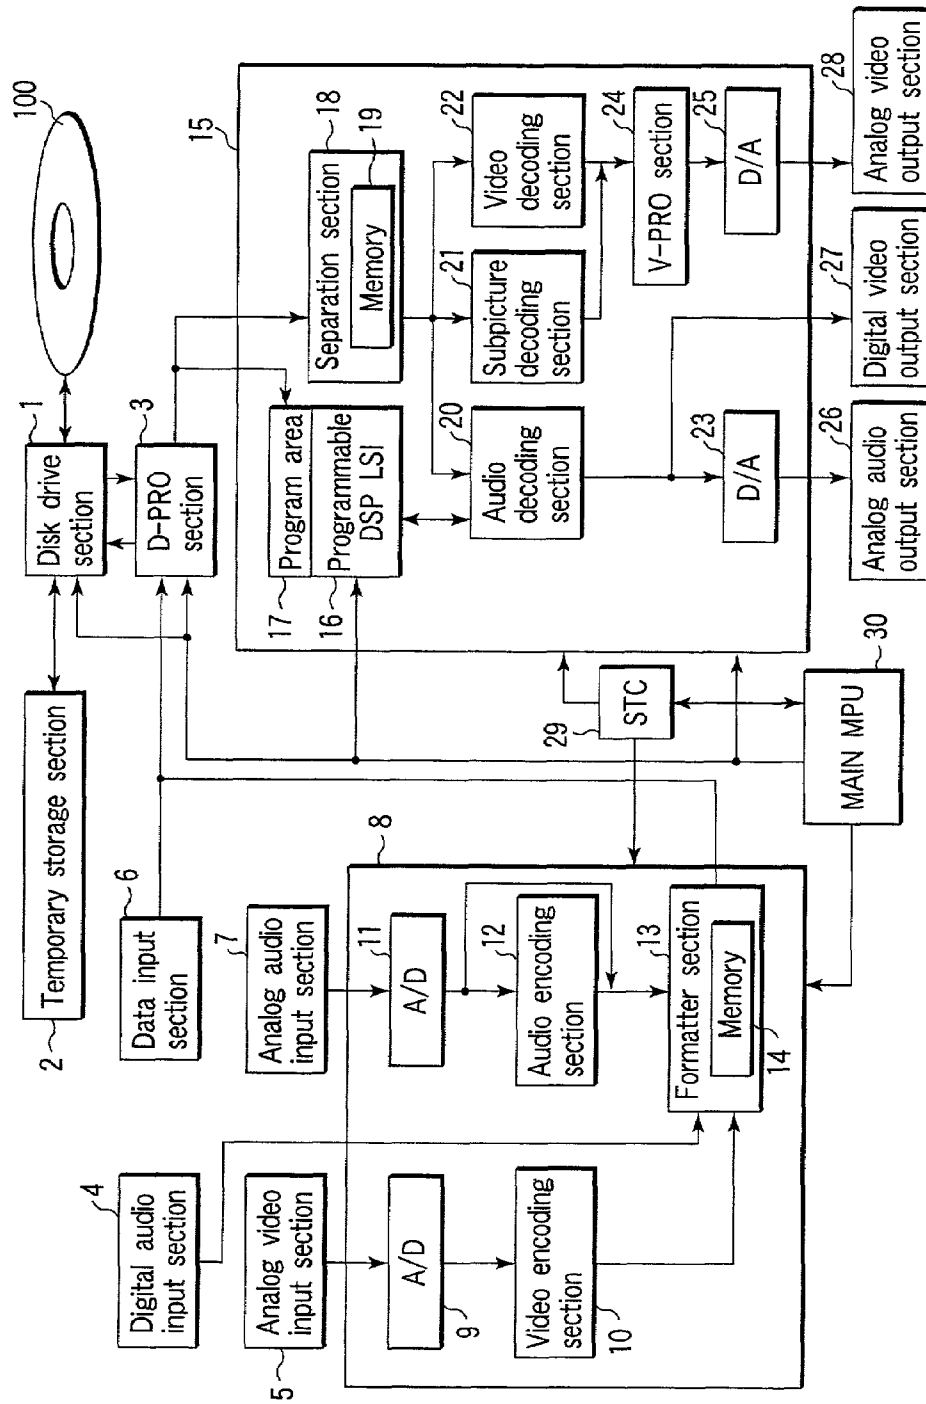 100
1
Disk drive
section
3
D-PRO
section
2
Temporary storage section
6
Data input
section
4
Digital audio
input section
5
Analog video
input section
7
Analog audio
input section
8
9
A/D
10
Video encoding
section
11
A/D
12
Audio encoding
section
13
Formatter section
Memory
14
15
17
Program area
16
Programmable
DSP LSI
18
Separation section
19
Memory
20
Audio
decoding
section
21
Subpicture
decoding
section
22
Video
decoding
section
23
D/A
24
V-PRO section
25
D/A
26
Analog audio
output section
27
Digital video
output section
28
Analog video
output section
29
STC
30
MAIN MPU